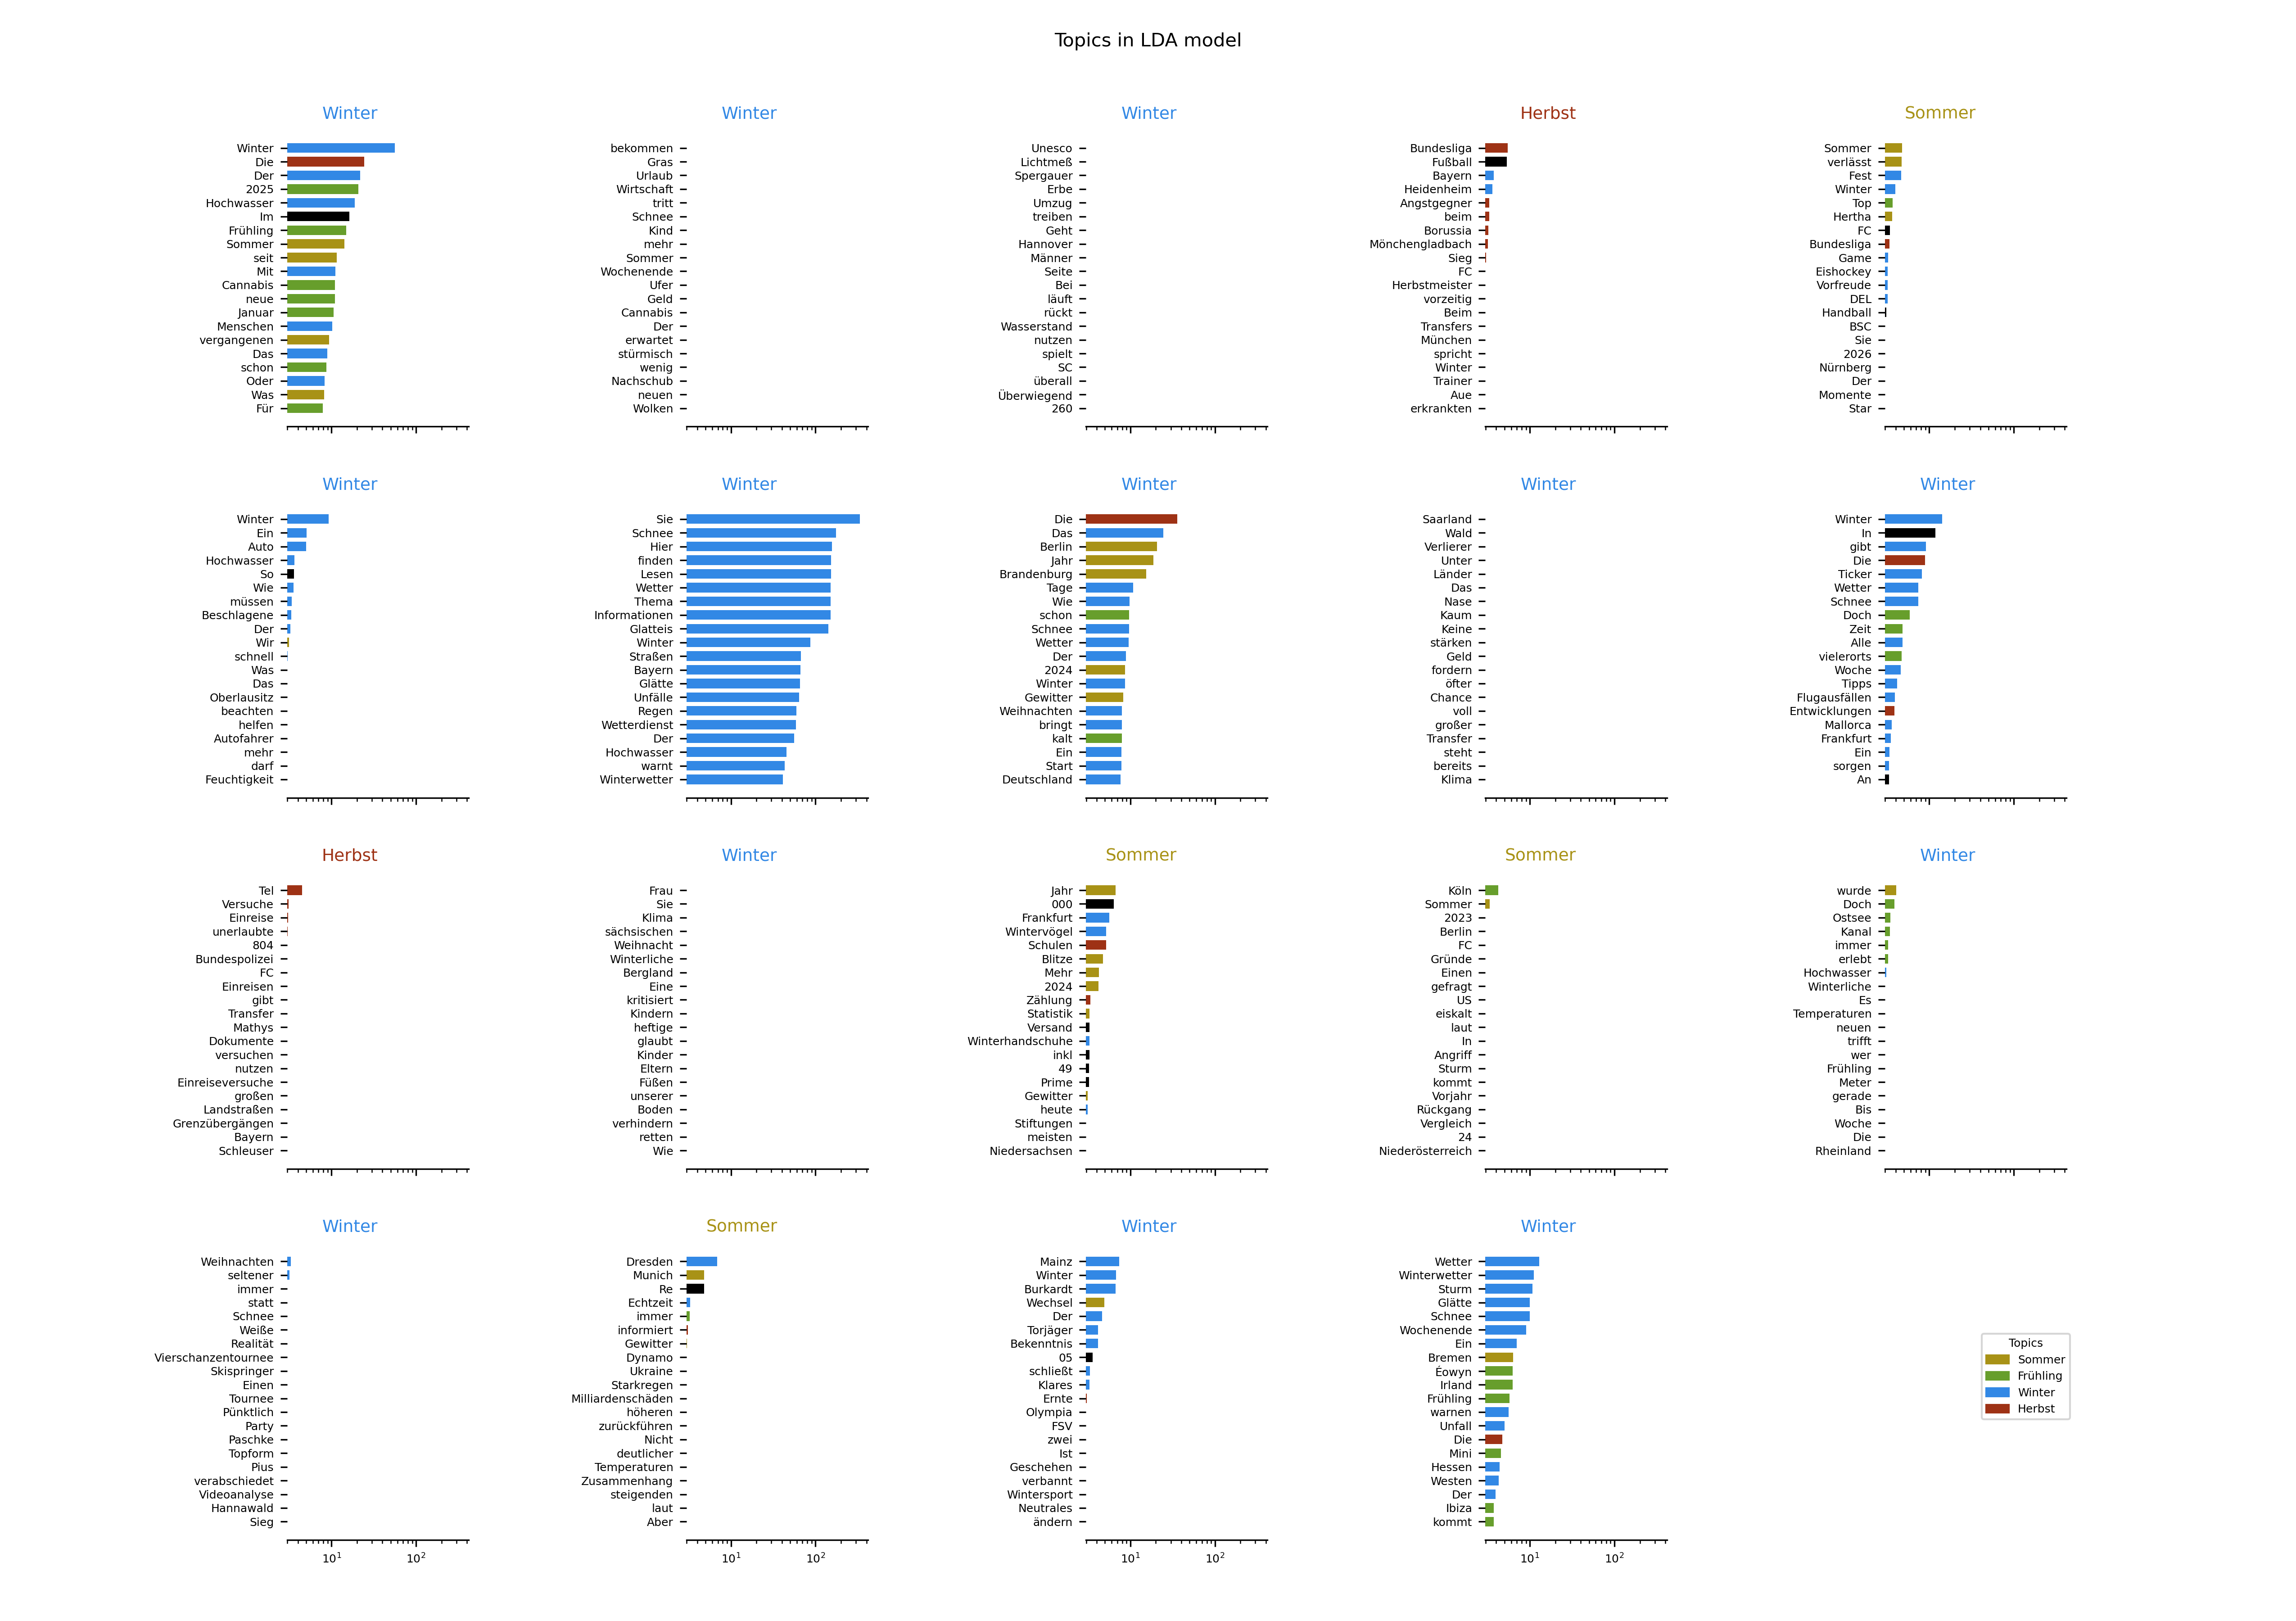 Topics in LDA model
Winter
Winter
Die
Der
2025
Hochwasser
Im
Frühling
Sommer
seit
Mit
Cannabis
neue
Januar
Menschen
vergangenen
Das
schon
Oder
Was
Für
Winter
bekommen
Gras
Urlaub
Wirtschaft
tritt
Schnee
Kind
mehr
Sommer
Wochenende
Ufer
Geld
Cannabis
Der
erwartet
stürmisch
wenig
Nachschub
neuen
Wolken
Winter
Unesco
Lichtmeß
Spergauer
Erbe
Umzug
treiben
Geht
Hannover
Männer
Seite
Bei
läuft
rückt
Wasserstand
nutzen
spielt
SC
überall
Überwiegend
260
Herbst
Bundesliga
Fußball
Bayern
Heidenheim
Angstgegner
beim
Borussia
Mönchengladbach
Sieg
FC
Herbstmeister
vorzeitig
Beim
Transfers
München
spricht
Winter
Trainer
Aue
erkrankten
Sommer
Sommer
verlässt
Fest
Winter
Top
Hertha
FC
Bundesliga
Game
Eishockey
Vorfreude
DEL
Handball
BSC
Sie
2026
Nürnberg
Der
Momente
Star
Winter
Winter
Ein
Auto
Hochwasser
So
Wie
müssen
Beschlagene
Der
Wir
schnell
Was
Das
Oberlausitz
beachten
helfen
Autofahrer
mehr
darf
Feuchtigkeit
Winter
Sie
Schnee
Hier
finden
Lesen
Wetter
Thema
Informationen
Glatteis
Winter
Straßen
Bayern
Glätte
Unfälle
Regen
Wetterdienst
Der
Hochwasser
warnt
Winterwetter
Winter
Die
Das
Berlin
Jahr
Brandenburg
Tage
Wie
schon
Schnee
Wetter
Der
2024
Winter
Gewitter
Weihnachten
bringt
kalt
Ein
Start
Deutschland
Winter
Saarland
Wald
Verlierer
Unter
Länder
Das
Nase
Kaum
Keine
stärken
Geld
fordern
öfter
Chance
voll
großer
Transfer
steht
bereits
Klima
Winter
Winter
In
gibt
Die
Ticker
Wetter
Schnee
Doch
Zeit
Alle
vielerorts
Woche
Tipps
Flugausfällen
Entwicklungen
Mallorca
Frankfurt
Ein
sorgen
An
Herbst
Tel
Versuche
Einreise
unerlaubte
804
Bundespolizei
FC
Einreisen
gibt
Transfer
Mathys
Dokumente
versuchen
nutzen
Einreiseversuche
großen
Landstraßen
Grenzübergängen
Bayern
Schleuser
Winter
Frau
Sie
Klima
sächsischen
Weihnacht
Winterliche
Bergland
Eine
kritisiert
Kindern
heftige
glaubt
Kinder
Eltern
Füßen
unserer
Boden
verhindern
retten
Wie
Sommer
Jahr
000
Frankfurt
Wintervögel
Schulen
Blitze
Mehr
2024
Zählung
Statistik
Versand
Winterhandschuhe
inkl
49
Prime
Gewitter
heute
Stiftungen
meisten
Niedersachsen
Sommer
Köln
Sommer
2023
Berlin
FC
Gründe
Einen
gefragt
US
eiskalt
laut
In
Angriff
Sturm
kommt
Vorjahr
Rückgang
Vergleich
24
Niederösterreich
Winter
wurde
Doch
Ostsee
Kanal
immer
erlebt
Hochwasser
Winterliche
Es
Temperaturen
neuen
trifft
wer
Frühling
Meter
gerade
Bis
Woche
Die
Rheinland
Winter
Weihnachten
seltener
immer
statt
Schnee
Weiße
Realität
Vierschanzentournee
Skispringer
Einen
Tournee
Pünktlich
Party
Paschke
Topform
Pius
verabschiedet
Videoanalyse
Hannawald
Sieg
10¹ 10²
Sommer
Dresden
Munich
Re
Echtzeit
immer
informiert
Gewitter
Dynamo
Ukraine
Starkregen
Milliardenschäden
höheren
zurückführen
Nicht
deutlicher
Temperaturen
Zusammenhang
steigenden
laut
Aber
10¹ 10²
Winter
Mainz
Winter
Burkardt
Wechsel
Der
Torjäger
Bekenntnis
05
schließt
Klares
Ernte
Olympia
FSV
zwei
Ist
Geschehen
verbannt
Wintersport
Neutrales
ändern
10¹ 10²
Winter
Wetter
Winterwetter
Sturm
Glätte
Schnee
Wochenende
Ein
Bremen
Éowyn
Irland
Frühling
warnen
Unfall
Die
Mini
Hessen
Westen
Der
Ibiza
kommt
10¹ 10²
Topics
Sommer
Frühling
Winter
Herbst